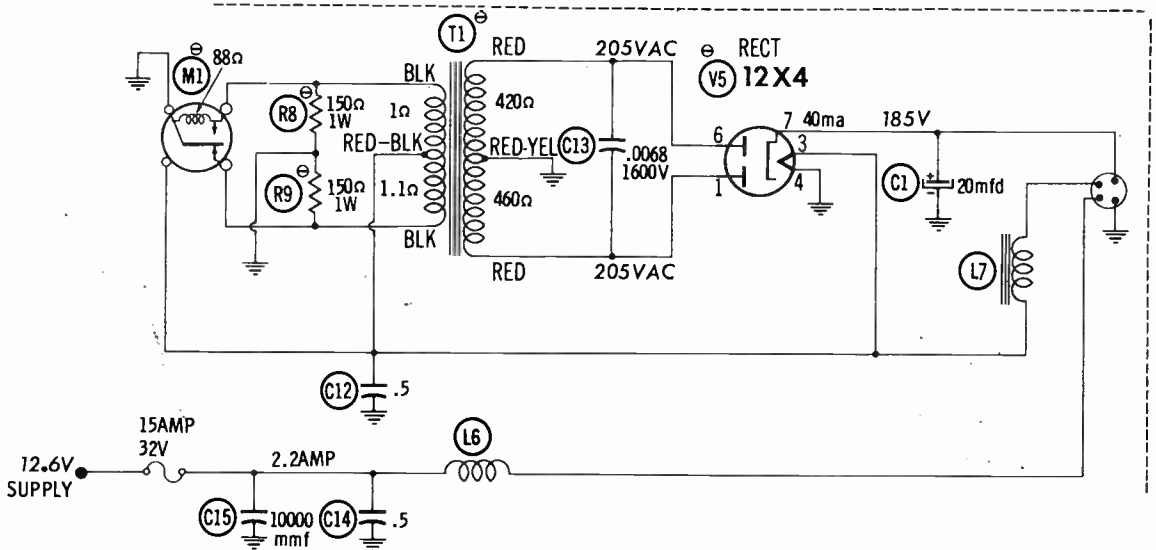 T1
RED
205VAC
RECT
V5 12X4
88Ω
M1
BLK
R8
150Ω
1W
1Ω
420Ω
7
40ma
185V
6
RED-BLK
RED-YEL
C13
.0068
1600V
3
R9
150Ω
1W
1.1Ω
460Ω
1
4
C1
+
-
20mfd
BLK
RED
205VAC
L7
C12
.5
15AMP
32V
L6
12.6V
SUPPLY
2.2AMP
C15
10000
mmf
C14
.5